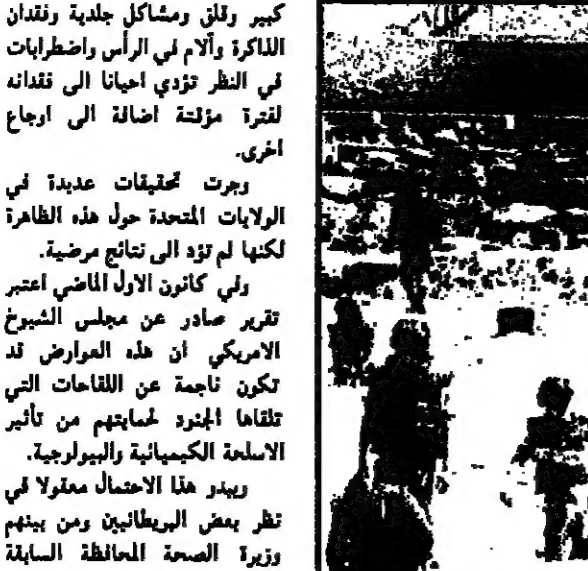 كبير وقلق ومشاكل جلدية وفقدان
الذاكرة وآلام في الرأس واضطرابات
في النظر تؤدي احيانا الى فقدانه
لفترة مؤقتة اضافة الى اوجاع
اخرى.
وجرت تحقيقات عديدة في
الولايات المتحدة حول هذه الظاهرة
لكنها لم تؤد الى نتائج مرضية.
وفي كانون الاول الماضي اعتبر
تقرير صادر عن مجلس الشيوخ
الامريكي ان هذه العوارض قد
تكون ناجمة عن اللقاحات التي
تلقاها الجنود لحمايتهم من تأثير
الاسلحة الكيميائية والبيولوجية.
ويبدو هذا الاحتمال معقولا في
نظر بعض البريطانيين ومن بينهم
وزيرة الصحة المحافظة السابقة